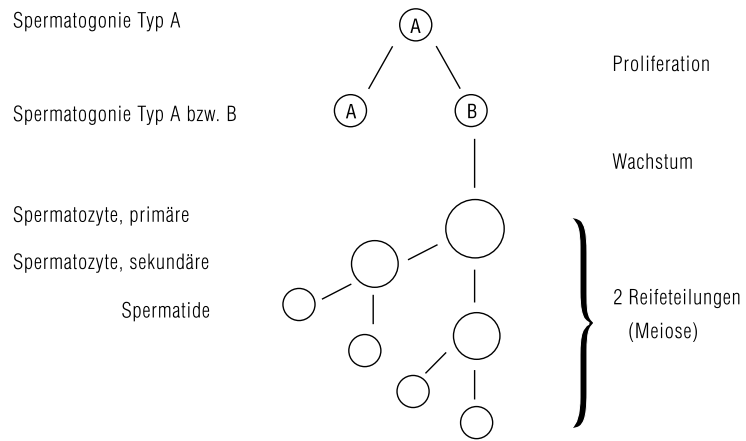 Spermatogonie Typ A
A
Proliferation
Spermatogonie Typ A bzw. B
A
B
Wachstum
Spermatozyte, primäre
Spermatozyte, sekundäre
Spermatide
2 Reifeteilungen
(Meiose)